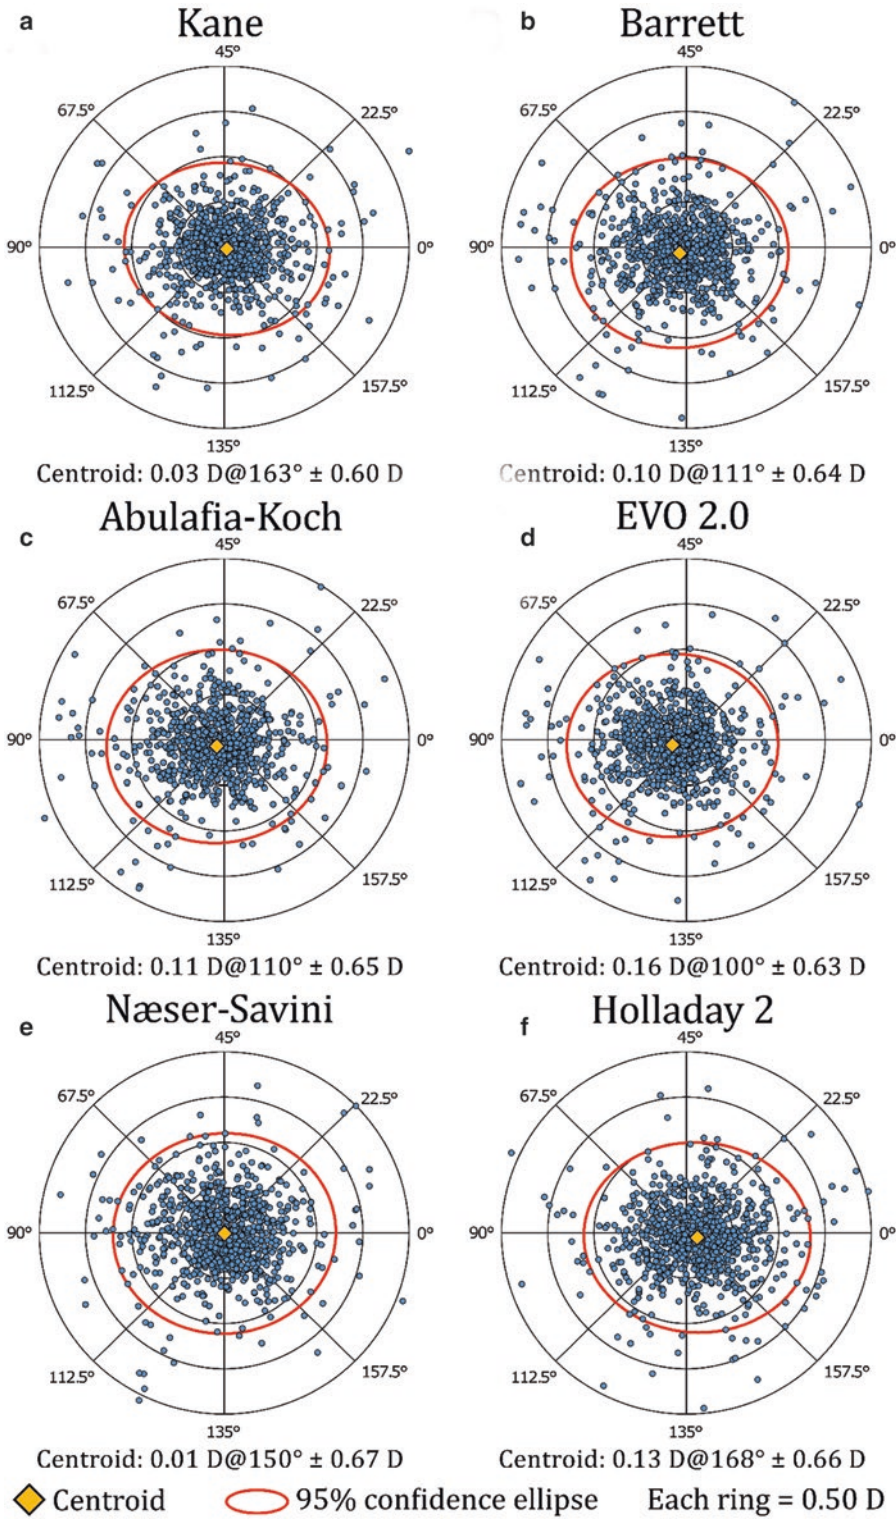 a Kane
45°
67.5° 22.5°
90° 0°
112.5° 157.5°
135°
Centroid: 0.03 D@163° ± 0.60 D
b Barrett
45°
67.5° 22.5°
90° 0°
112.5° 157.5°
135°
Centroid: 0.10 D@111° ± 0.64 D
c Abulafia-Koch
45°
67.5° 22.5°
90° 0°
112.5° 157.5°
135°
Centroid: 0.11 D@110° ± 0.65 D
d EVO 2.0
45°
67.5° 22.5°
90° 0°
112.5° 157.5°
135°
Centroid: 0.16 D@100° ± 0.63 D
e Næser-Savini
45°
67.5° 22.5°
90° 0°
112.5° 157.5°
135°
Centroid: 0.01 D@150° ± 0.67 D
f Holladay 2
45°
67.5° 22.5°
90° 0°
112.5° 157.5°
135°
Centroid: 0.13 D@168° ± 0.66 D
Centroid 95% confidence ellipse Each ring = 0.50 D